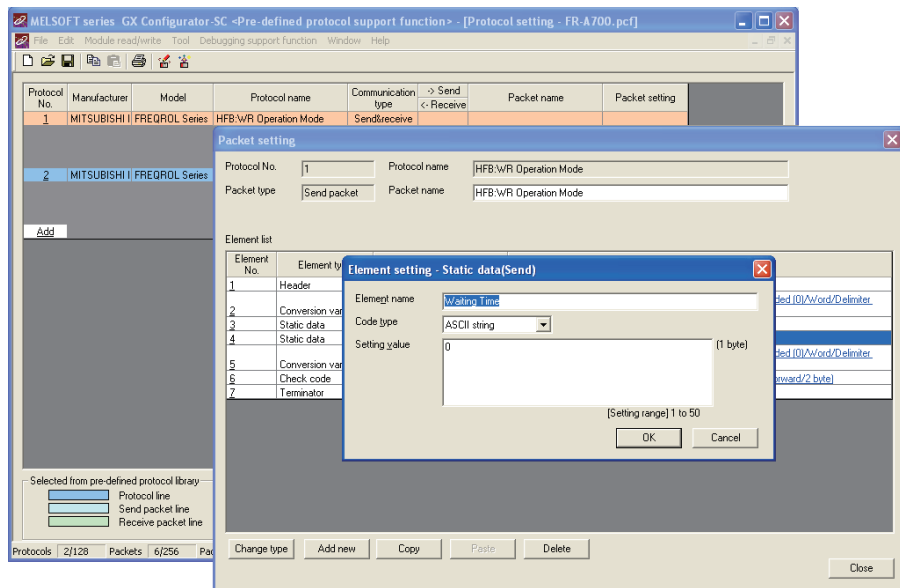 MELSOFT series GX Configurator-SC <Pre-defined protocol support function> - [Protocol setting - FR-A700.pcf]
File Edit Module read/write Tool Debugging support function Window Help
Protocol No. Manufacturer Model Protocol name Communication type -> Send <- Receive Packet name Packet setting
1 MITSUBISHI FREQROL Series HFB:WR Operation Mode Send&receive
2 MITSUBISHI FREQROL Series
Add
Packet setting
Protocol No. 1 Protocol name HFB:WR Operation Mode
Packet type Send packet Packet name HFB:WR Operation Mode
Element list
Element No. Element ty
1 Header
2 Conversion var ded (0)/Word/Delimiter
3 Static data
4 Static data
5 Conversion var ded (0)/Word/Delimiter
6 Check code orward/2 byte)
7 Terminator
Element setting - Static data(Send)
Element name Waiting Time
Code type ASCII string
Setting value 0 (1 byte)
[Setting range] 1 to 50
OK Cancel
Selected from pre-defined protocol library
Protocol line
Send packet line
Receive packet line
Protocols 2/128 Packets 6/256 Pac
Change type Add new Copy Paste Delete
Close